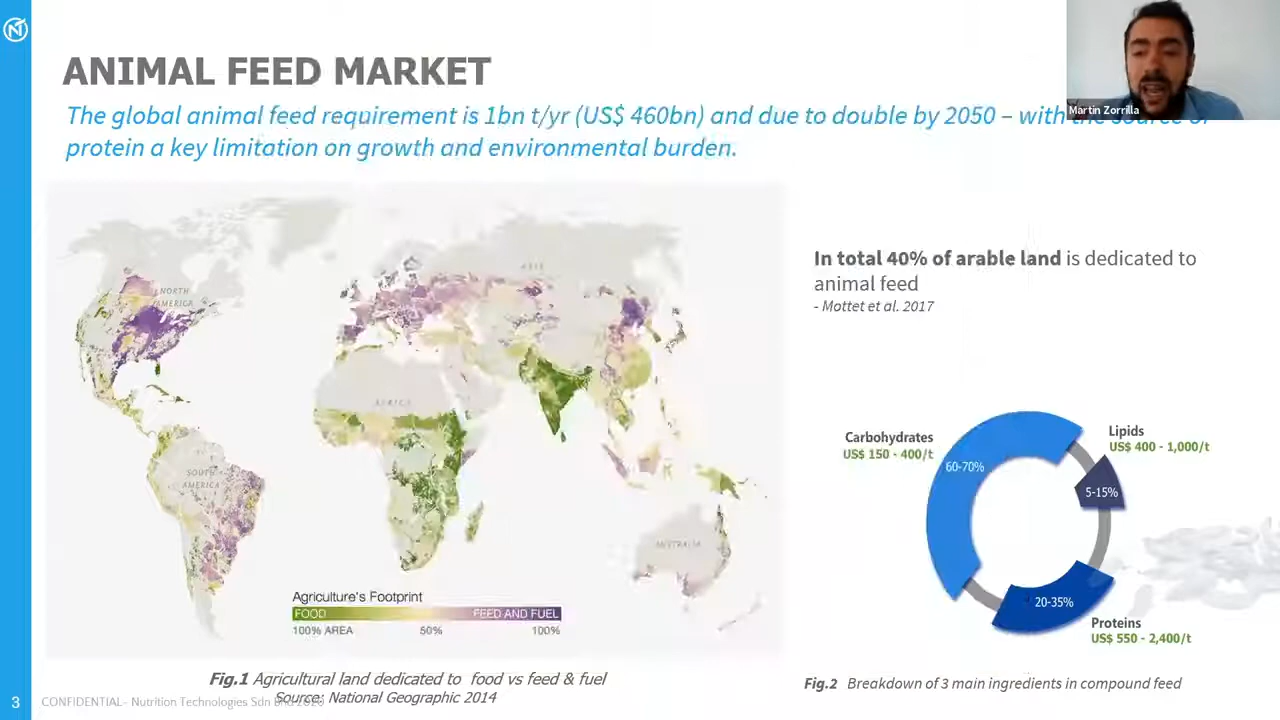 ANIMAL FEED MARKET
Martin Zorrilla
The global animal feed requirement is 1bn t/yr (US$ 460bn) and due to double by 2050 – with the source of
protein a key limitation on growth and environmental burden.
NORTH
AMERICA
ASIA
AFRICA
SOUTH
AMERICA
AUSTRALIA
Agriculture's Footprint
FOOD FEED AND FUEL
100% AREA 50% 100%
Fig.1 Agricultural land dedicated to food vs feed & fuel
Source: National Geographic 2014
In total 40% of arable land is dedicated to
animal feed
- Mottet et al. 2017
Carbohydrates
US$ 150 - 400/t
60-70%
Lipids
US$ 400 - 1,000/t
5-15%
20-35%
Proteins
US$ 550 - 2,400/t
Fig.2 Breakdown of 3 main ingredients in compound feed
3 CONFIDENTIAL- Nutrition Technologies Sdn